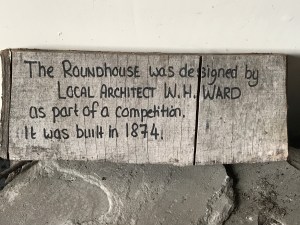 The ROUNDHOUSE was designed by
LOCAL ARCHITECT W.H. WARD
as part of a competition.
It was built in 1874.